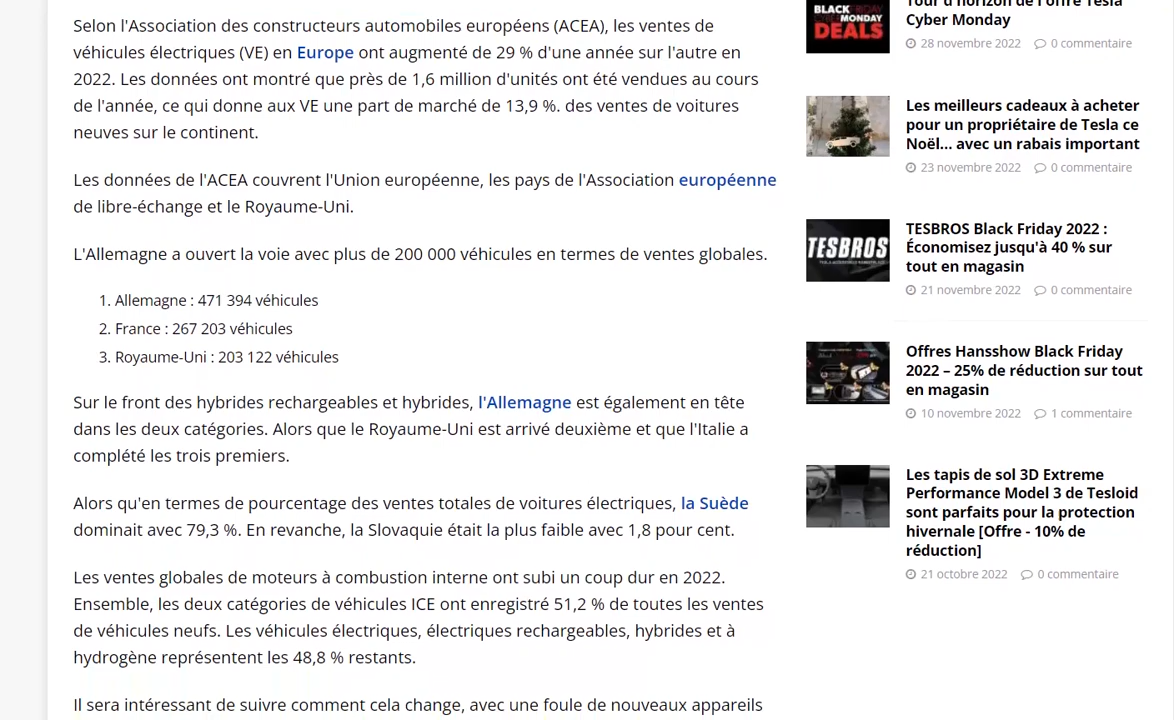 Selon l'Association des constructeurs automobiles européens (ACEA), les ventes de
véhicules électriques (VE) en Europe ont augmenté de 29 % d'une année sur l'autre en
2022. Les données ont montré que près de 1,6 million d'unités ont été vendues au cours
de l'année, ce qui donne aux VE une part de marché de 13,9 %. des ventes de voitures
neuves sur le continent.
Les données de l'ACEA couvrent l'Union européenne, les pays de l'Association européenne
de libre-échange et le Royaume-Uni.
L'Allemagne a ouvert la voie avec plus de 200 000 véhicules en termes de ventes globales.
1. Allemagne : 471 394 véhicules
2. France : 267 203 véhicules
3. Royaume-Uni : 203 122 véhicules
Sur le front des hybrides rechargeables et hybrides, l'Allemagne est également en tête
dans les deux catégories. Alors que le Royaume-Uni est arrivé deuxième et que l'Italie a
complété les trois premiers.
Alors qu'en termes de pourcentage des ventes totales de voitures électriques, la Suède
dominait avec 79,3 %. En revanche, la Slovaquie était la plus faible avec 1,8 pour cent.
Les ventes globales de moteurs à combustion interne ont subi un coup dur en 2022.
Ensemble, les deux catégories de véhicules ICE ont enregistré 51,2 % de toutes les ventes
de véhicules neufs. Les véhicules électriques, électriques rechargeables, hybrides et à
hydrogène représentent les 48,8 % restants.
Il sera intéressant de suivre comment cela change, avec une foule de nouveaux appareils
BLACK FRIDAY
CYBER MONDAY
DEALS
Tour d'horizon de l'offre Tesla
Cyber Monday
28 novembre 2022 0 commentaire
Les meilleurs cadeaux à acheter
pour un propriétaire de Tesla ce
Noël... avec un rabais important
23 novembre 2022 0 commentaire
TESBROS
TESBROS Black Friday 2022 :
Économisez jusqu'à 40 % sur
tout en magasin
21 novembre 2022 0 commentaire
Offres Hansshow Black Friday
2022 – 25% de réduction sur tout
en magasin
10 novembre 2022 1 commentaire
Les tapis de sol 3D Extreme
Performance Model 3 de Tesloid
sont parfaits pour la protection
hivernale [Offre - 10% de
réduction]
21 octobre 2022 0 commentaire